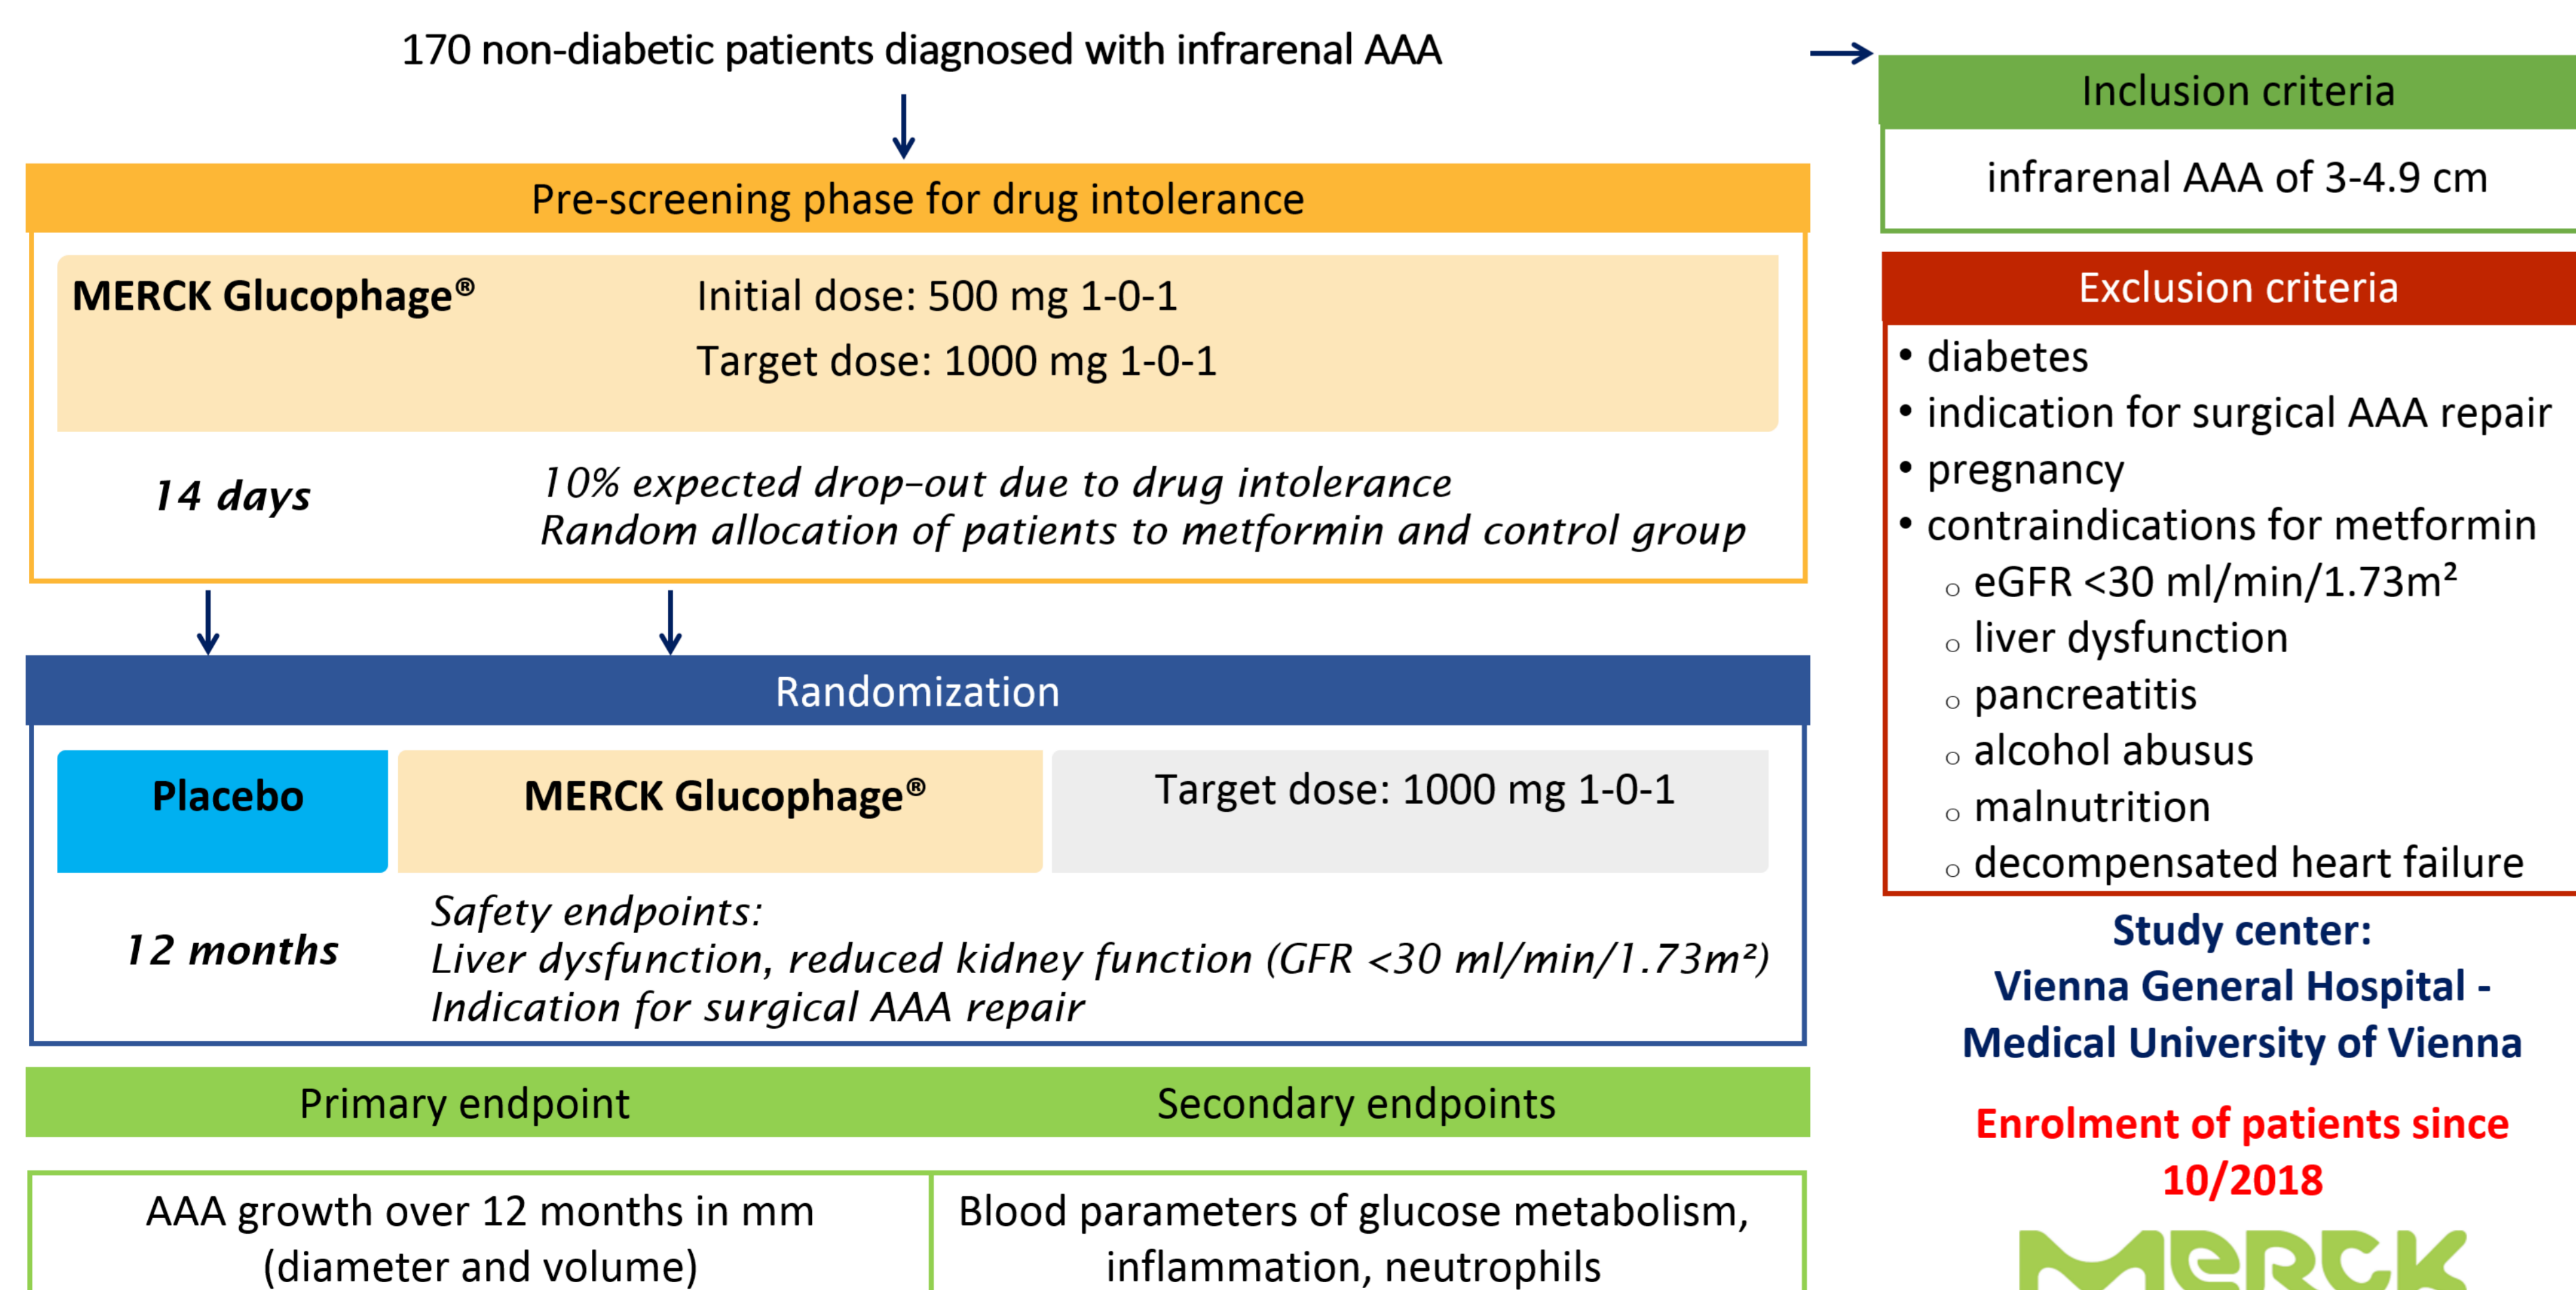 170 non-diabetic patients diagnosed with infrarenal AAA
Pre-screening phase for drug intolerance
MERCK Glucophage®
Initial dose: 500 mg 1-0-1
Target dose: 1000 mg 1-0-1
14 days
10% expected drop-out due to drug intolerance
Random allocation of patients to metformin and control group
Randomization
Placebo
MERCK Glucophage®
Target dose: 1000 mg 1-0-1
12 months
Safety endpoints:
Liver dysfunction, reduced kidney function (GFR <30 ml/min/1.73m²)
Indication for surgical AAA repair
Primary endpoint
Secondary endpoints
AAA growth over 12 months in mm
(diameter and volume)
Blood parameters of glucose metabolism,
inflammation, neutrophils
Inclusion criteria
infrarenal AAA of 3-4.9 cm
Exclusion criteria
• diabetes
• indication for surgical AAA repair
• pregnancy
• contraindications for metformin
o eGFR <30 ml/min/1.73m²
o liver dysfunction
o pancreatitis
o alcohol abusus
o malnutrition
o decompensated heart failure
Study center:
Vienna General Hospital -
Medical University of Vienna
Enrolment of patients since
10/2018
MERCK